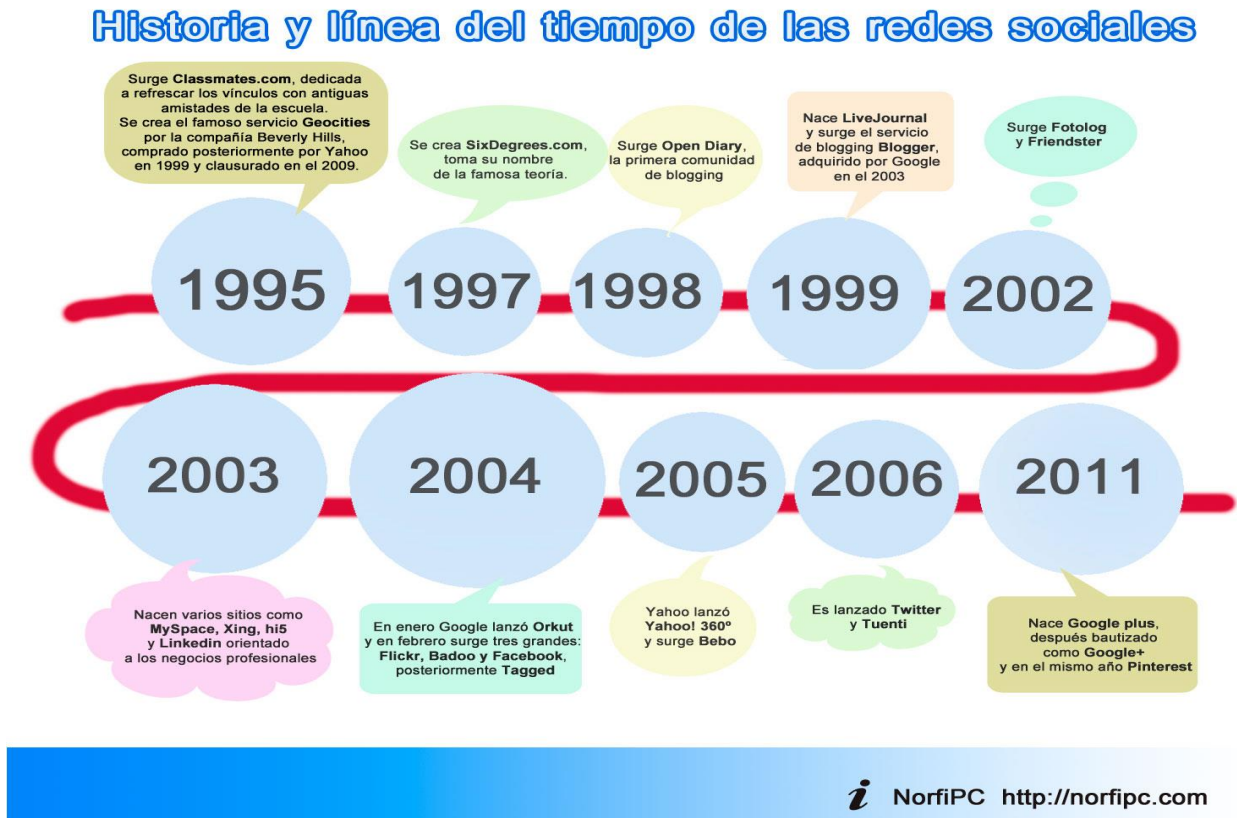 Historia y línea del tiempo de las redes sociales
Surge Classmates.com, dedicada
a refrescar los vínculos con antiguas
amistades de la escuela.
Se crea el famoso servicio Geocities
por la compañía Beverly Hills,
comprado posteriormente por Yahoo
en 1999 y clausurado en el 2009.
Se crea SixDegrees.com,
toma su nombre
de la famosa teoría.
Surge Open Diary,
la primera comunidad
de blogging
Nace LiveJournal
y surge el servicio
de blogging Blogger,
adquirido por Google
en el 2003
Surge Fotolog
y Friendster
1995
1997
1998
1999
2002
2003
2004
2005
2006
2011
Nacen varios sitios como
MySpace, Xing, hi5
y Linkedin orientado
a los negocios profesionales
En enero Google lanzó Orkut
y en febrero surge tres grandes:
Flickr, Badoo y Facebook,
posteriormente Tagged
Yahoo lanzó
Yahoo! 360º
y surge Bebo
Es lanzado Twitter
y Tuenti
Nace Google plus,
después bautizado
como Google+
y en el mismo año Pinterest
i NorfiPC http://norfipc.com